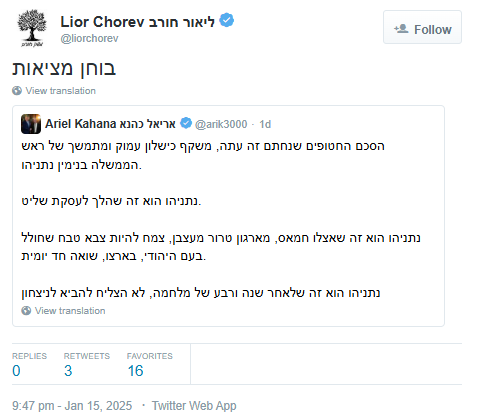 Lior Chorev ליאור חורב
@liorchorev
Follow
בוחן מציאות
View translation
Ariel Kahana אריאל כהנא @arik3000 · 1d
הסכם החטופים שנחתם זה עתה, משקף כישלון עמוק ומתמשך של ראש
הממשלה בנימין נתניהו.
נתניהו הוא זה שהלך לעסקת שליט.
נתניהו הוא זה שאצלו חמאס, מארגון טרור מעצבן, צמח להיות צבא טבח שחולל
בעם היהודי, בארצו, שואה חד יומית.
נתניהו הוא זה שלאחר שנה ורבע של מלחמה, לא הצליח להביא לניצחון
View translation
REPLIES RETWEETS FAVORITES
0 3 16
9:47 pm - Jan 15, 2025 · Twitter Web App